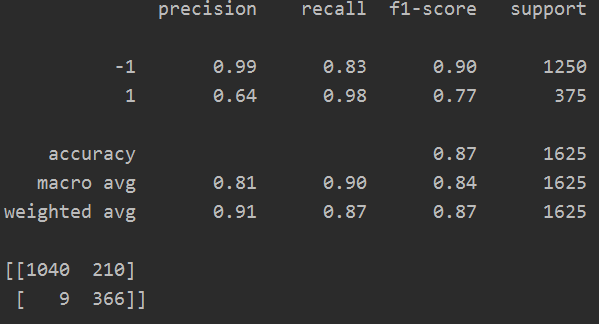 precision recall f1-score support
-1 0.99 0.83 0.90 1250
1 0.64 0.98 0.77 375
accuracy 0.87 1625
macro avg 0.81 0.90 0.84 1625
weighted avg 0.91 0.87 0.87 1625
[[1040 210]
[ 9 366]]